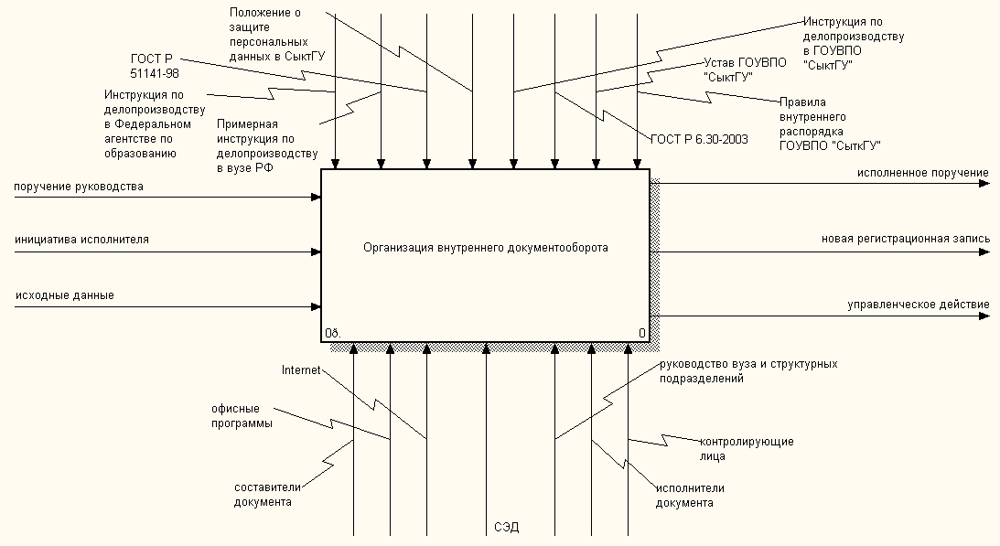 Положение о
защите
персональных
данных в СыктГУ
ГОСТ Р
51141-98
Инструкция по
делопроизводству
в Федеральном
агентстве по
образованию
Примерная
инструкция по
делопроизводству
в вузе РФ
Инструкция по
делопроизводству
в ГОУВПО
"СыктГУ"
Устав ГОУВПО
"СыктГУ"
Правила
внутреннего
распорядка
ГОУВПО "СыткГУ"
ГОСТ Р 6.30-2003
поручение руководства
инициатива исполнителя
исходные данные
Организация внутреннего документооборота
0ð.
0
исполненное поручение
новая регистрационная запись
управленческое действие
Internet
офисные
программы
составители
документа
СЭД
руководство вуза и структурных
подразделений
контролирующие
лица
исполнители
документа